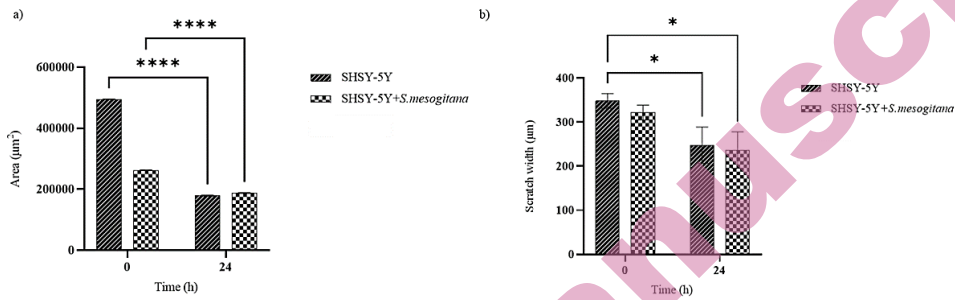 a)
****
****
600000
400000
200000
0
Area (µm²)
0
24
Time (h)
SHSY-5Y
SHSY-5Y+S.mesogitana
b)
*
*
400
300
200
100
0
Scratch width (µm)
0
24
Time (h)
SHSY-5Y
SHSY-5Y+S.mesogitana
nusc